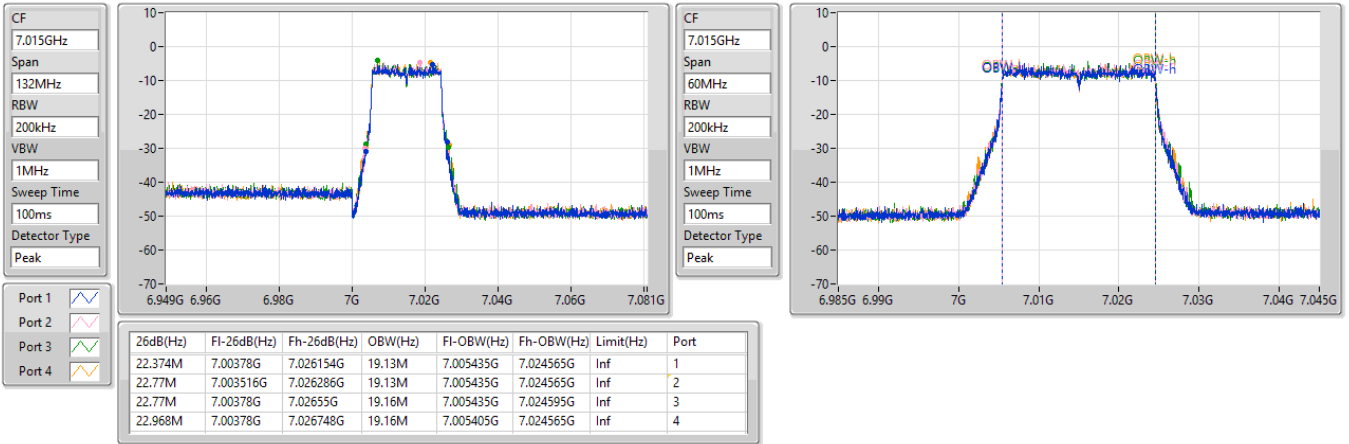 CF
7.015GHz
Span
132MHz
RBW
200kHz
VBW
1MHz
Sweep Time
100ms
Detector Type
Peak
10-
0-
-10-
-20-
-30-
-40-
-50-
-60-
-70-
6.949G 6.96G 6.98G 7G 7.02G 7.04G 7.06G 7.081G
CF
7.015GHz
Span
60MHz
RBW
200kHz
VBW
1MHz
Sweep Time
100ms
Detector Type
Peak
10-
0-
-10-
-20-
-30-
-40-
-50-
-60-
-70-
OBW-h
OBW-h
6.985G 6.99G 7G 7.01G 7.02G 7.03G 7.04G 7.045G
Port 1
Port 2
Port 3
Port 4
26dB(Hz) Fl-26dB(Hz) Fh-26dB(Hz) OBW(Hz) Fl-OBW(Hz) Fh-OBW(Hz) Limit(Hz) Port
22.374M 7.00378G 7.026154G 19.13M 7.005435G 7.024565G Inf 1
22.77M 7.003516G 7.026286G 19.13M 7.005435G 7.024565G Inf 2
22.77M 7.00378G 7.02655G 19.16M 7.005435G 7.024595G Inf 3
22.968M 7.00378G 7.026748G 19.16M 7.005405G 7.024565G Inf 4